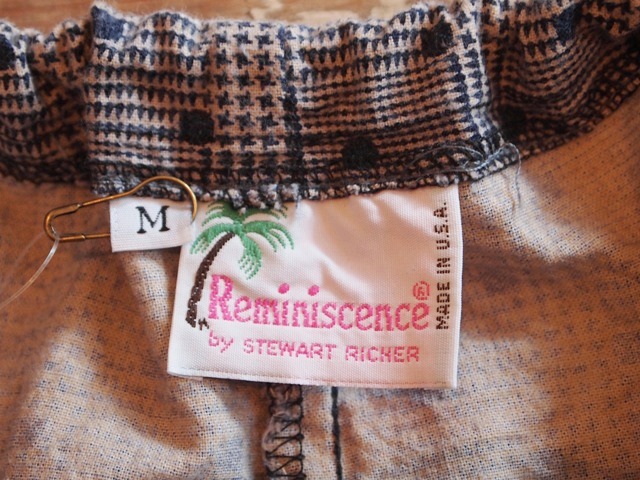 M
Reminiscence®
by STEWART RICHER
MADE IN U.S.A.